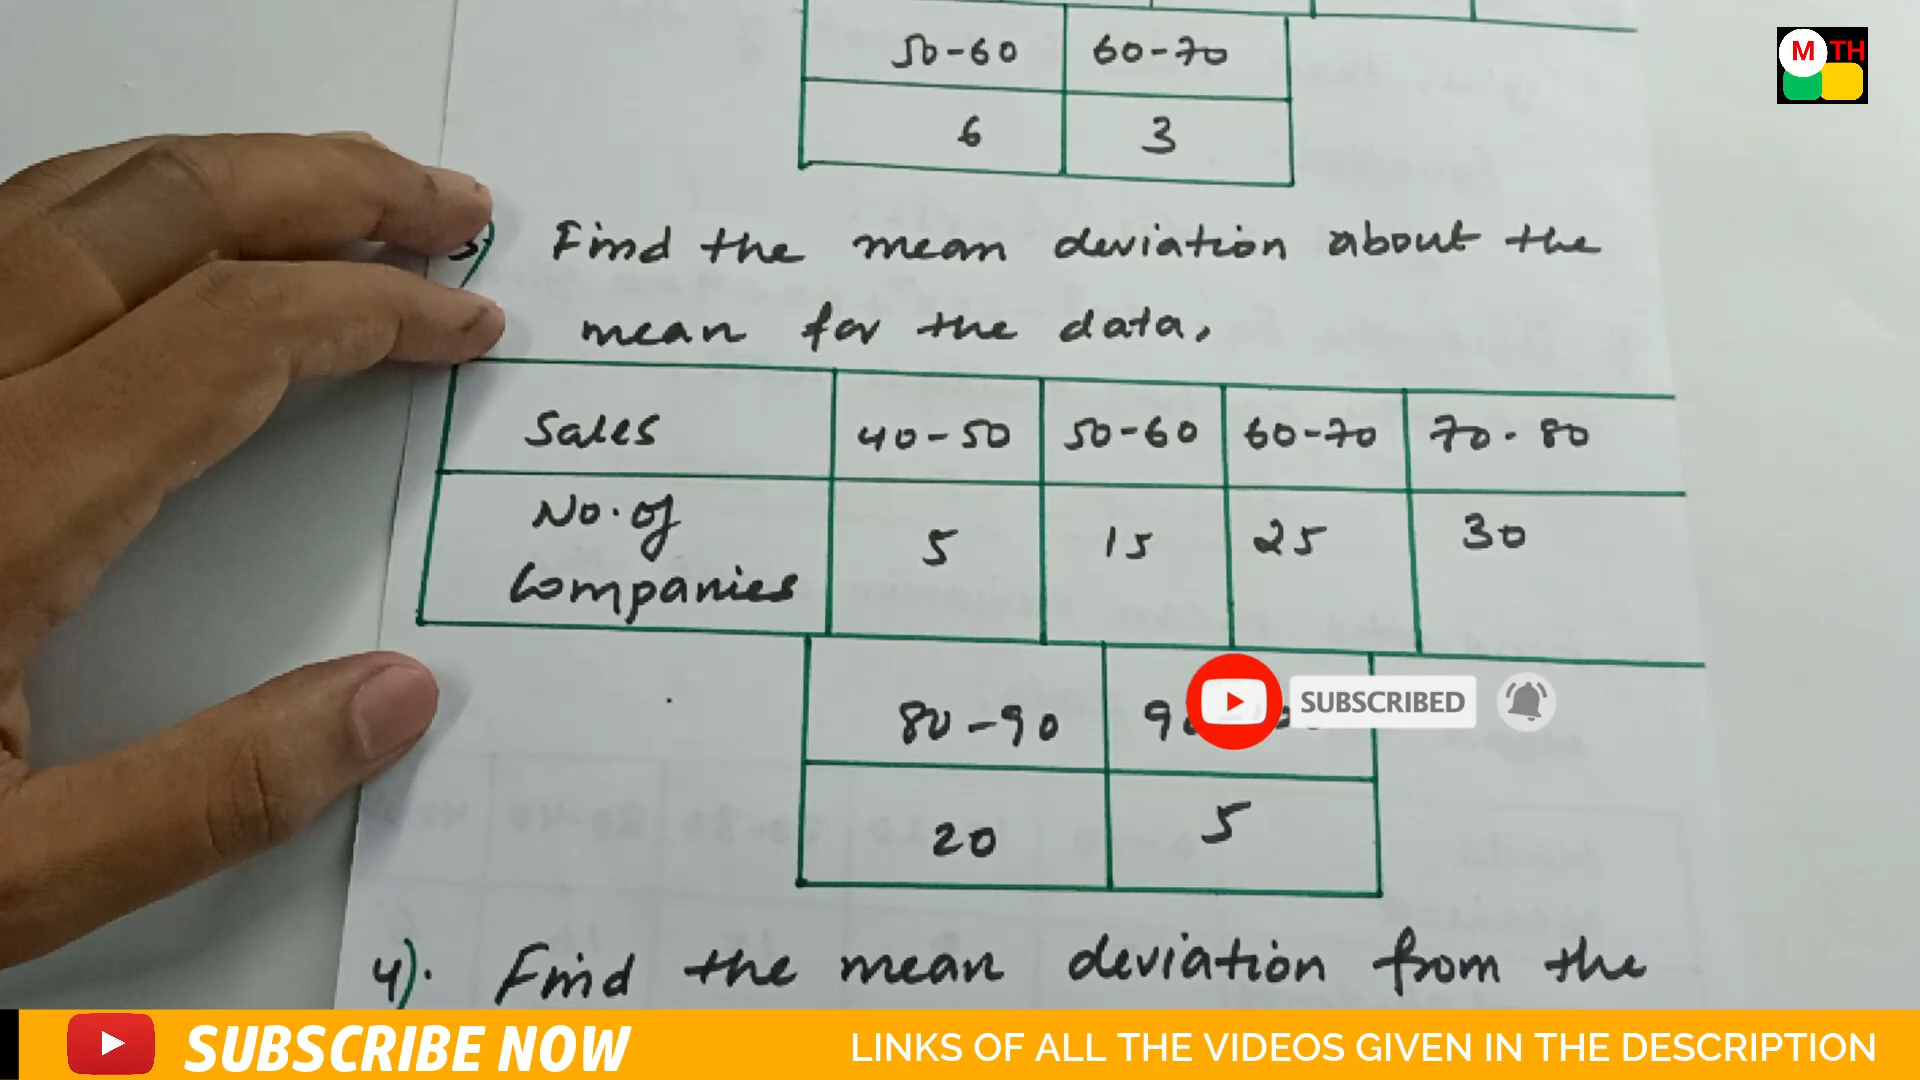 50-60 60-70
6 3
M TH
3) Find the mean deviation about the
mean for the data,
Sales 40-50 50-60 60-70 70-80
No. of
Companies 5 15 25 30
80-90
20 5
SUBSCRIBED
4). Find the mean deviation from the
SUBSCRIBE NOW
LINKS OF ALL THE VIDEOS GIVEN IN THE DESCRIPTION